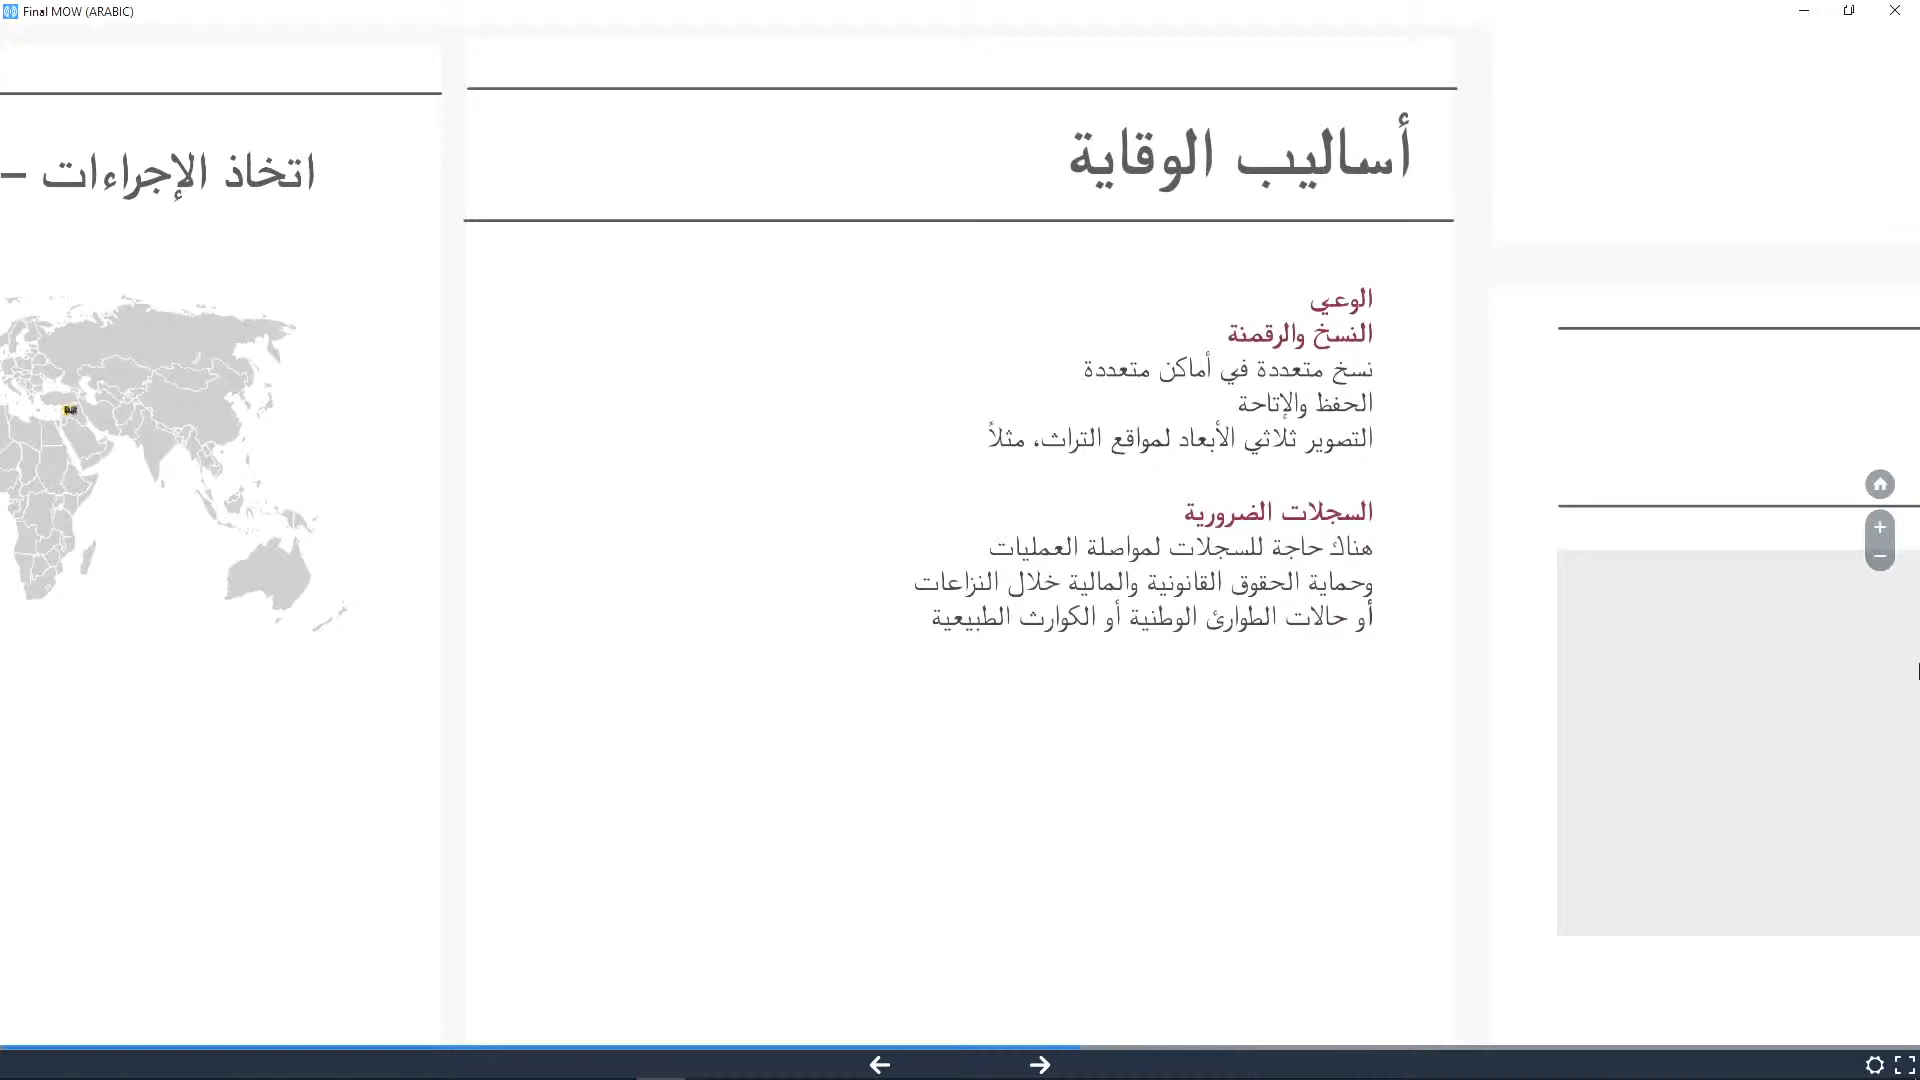 Final MOW (ARABIC)
أساليب الوقاية
الوعي
النسخ والرقمنة
نسخ متعددة في أماكن متعددة
الحفظ والإتاحة
التصوير ثلاثي الأبعاد لمواقع التراث، مثلاً
السجلات الضرورية
هناك حاجة للسجلات لمواصلة العمليات
وحماية الحقوق القانونية والمالية خلال النزاعات
أو حالات الطوارئ الوطنية أو الكوارث الطبيعية
اتخاذ الإجراءات –